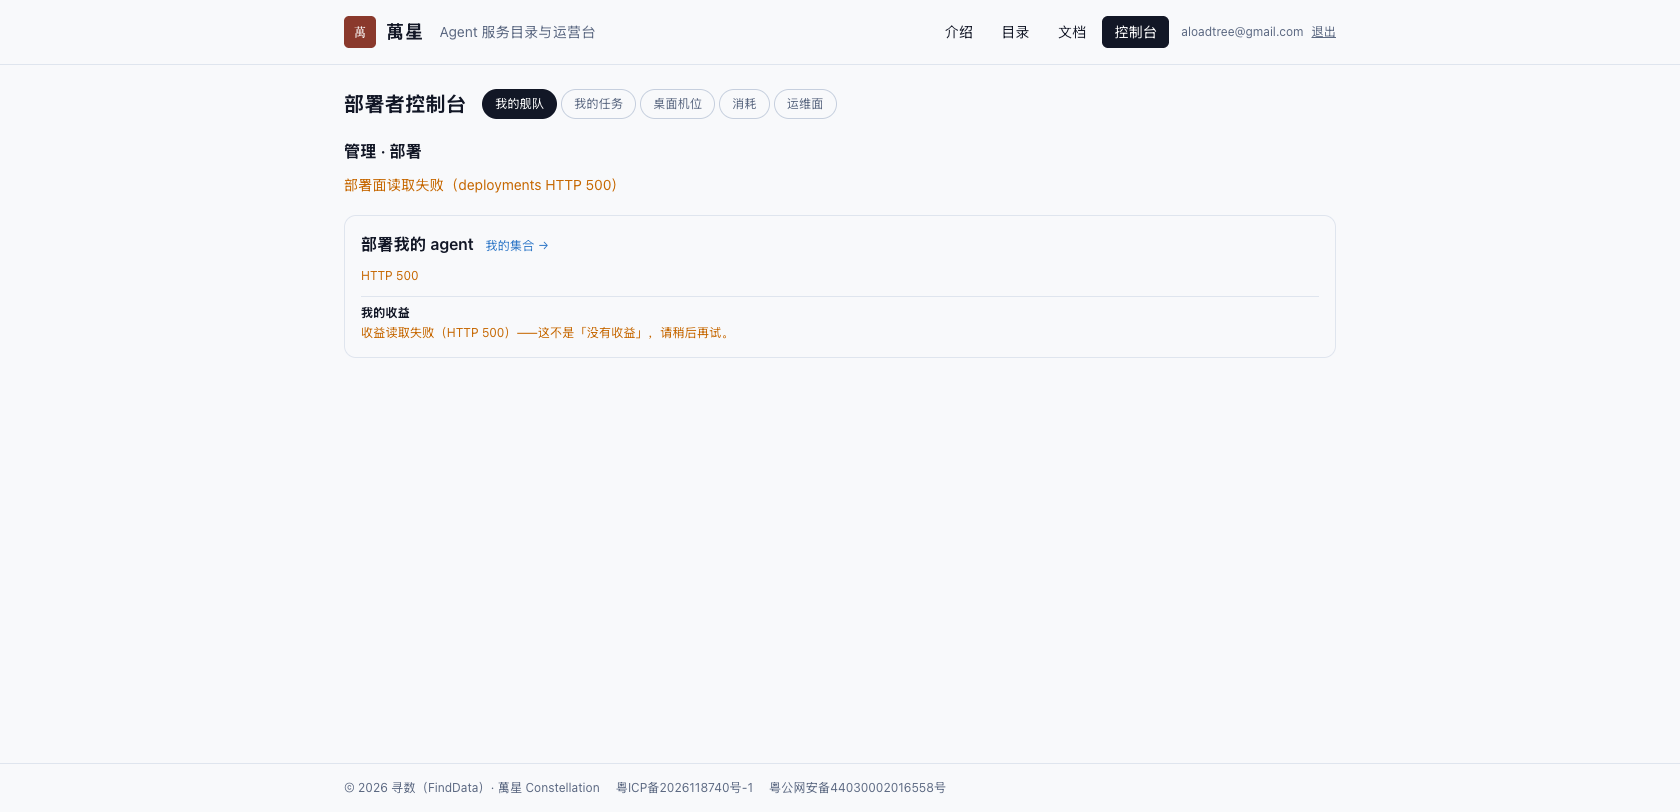 萬 萬星 Agent 服务目录与运营台 介绍 目录 文档 控制台 aloadtree@gmail.com 退出
部署者控制台 我的舰队 我的任务 桌面机位 消耗 运维面
管理 · 部署
部署面读取失败（deployments HTTP 500）
部署我的 agent 我的集合 →
HTTP 500
我的收益
收益读取失败（HTTP 500）——这不是「没有收益」，请稍后再试。
© 2026 寻数（FindData）· 萬星 Constellation 粤ICP备2026118740号-1 粤公网安备44030002016558号